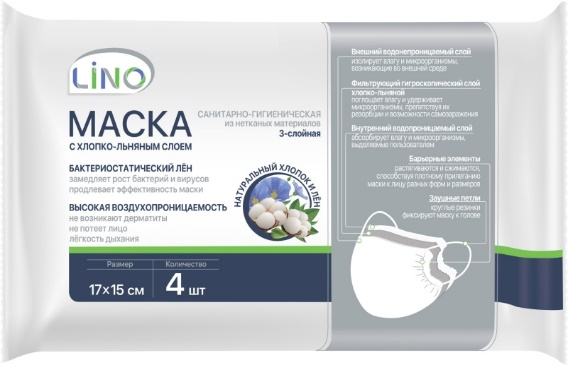 LINO
МАСКА
С ХЛОПКО-ЛЬНЯНЫМ СЛОЕМ
САНИТАРНО-ГИГИЕНИЧЕСКАЯ
из нетканых материалов
3-слойная
БАКТЕРИОСТАТИЧЕСКИЙ ЛЁН
замедляет рост бактерий и вирусов
продлевает эффективность маски
ВЫСОКАЯ ВОЗДУХОПРОНИЦАЕМОСТЬ
не возникают дерматиты
не потеет лицо
лёгкость дыхания
НАТУРАЛЬНЫЙ ХЛОПОК И ЛЁН
Размер
17×15 см
Количество
4 шт
Внешний водонепроницаемый слой
изолирует влагу и микроорганизмы,
возникающие во внешней среде
Фильтрующий гигроскопический слой
хлопко-льняной
поглощает влагу и удерживает
микроорганизмы, препятствуя их
резорбции и возможности самозаражения
Внутренний водопроницаемый слой
абсорбирует влагу и микроорганизмы,
выделяемые пользователем
Барьерные элементы
растягиваются и сжимаются,
способствуя плотному прилеганию
маски к лицу разных форм и размеров
Заушные петли
круглые резинки
фиксируют маску к голове